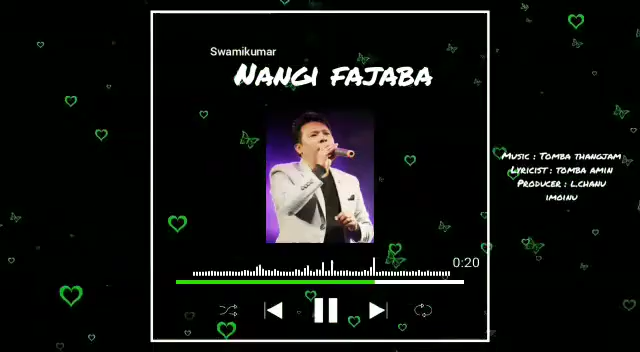 Swamikumar
Nangi fajaba
Music : Tomba thangjam
Lyricist : tomba amin
Producer : L.chanu
imoinu
0:20